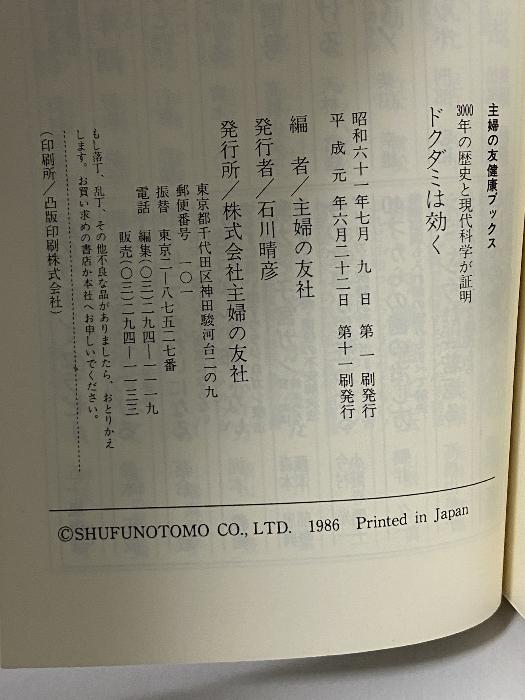 主婦の友健康ブックス
3000年の歴史と現代科学が証明
ドクダミは効く
昭和六十一年七月 九 日 第 一 刷発行
平 成 元 年六月二十二日 第十一刷発行
編 者／主婦の友社
発行者／石川晴彦
発行所／株式会社主婦の友社
東京都千代田区神田駿河台二の九
郵便番号 一〇一
振替 東京二―八七五二七番
電話 編集(〇三)二九四―一一一九
販売(〇三)二九四―一一三三
もし落丁、乱丁、その他不良な品がありましたら、おとりかえ
します。お買い求めの書店か本社へお申しいでください。
(印刷所／凸版印刷株式会社)
©SHUFUNOTOMO CO., LTD. 1986 Printed in Japan